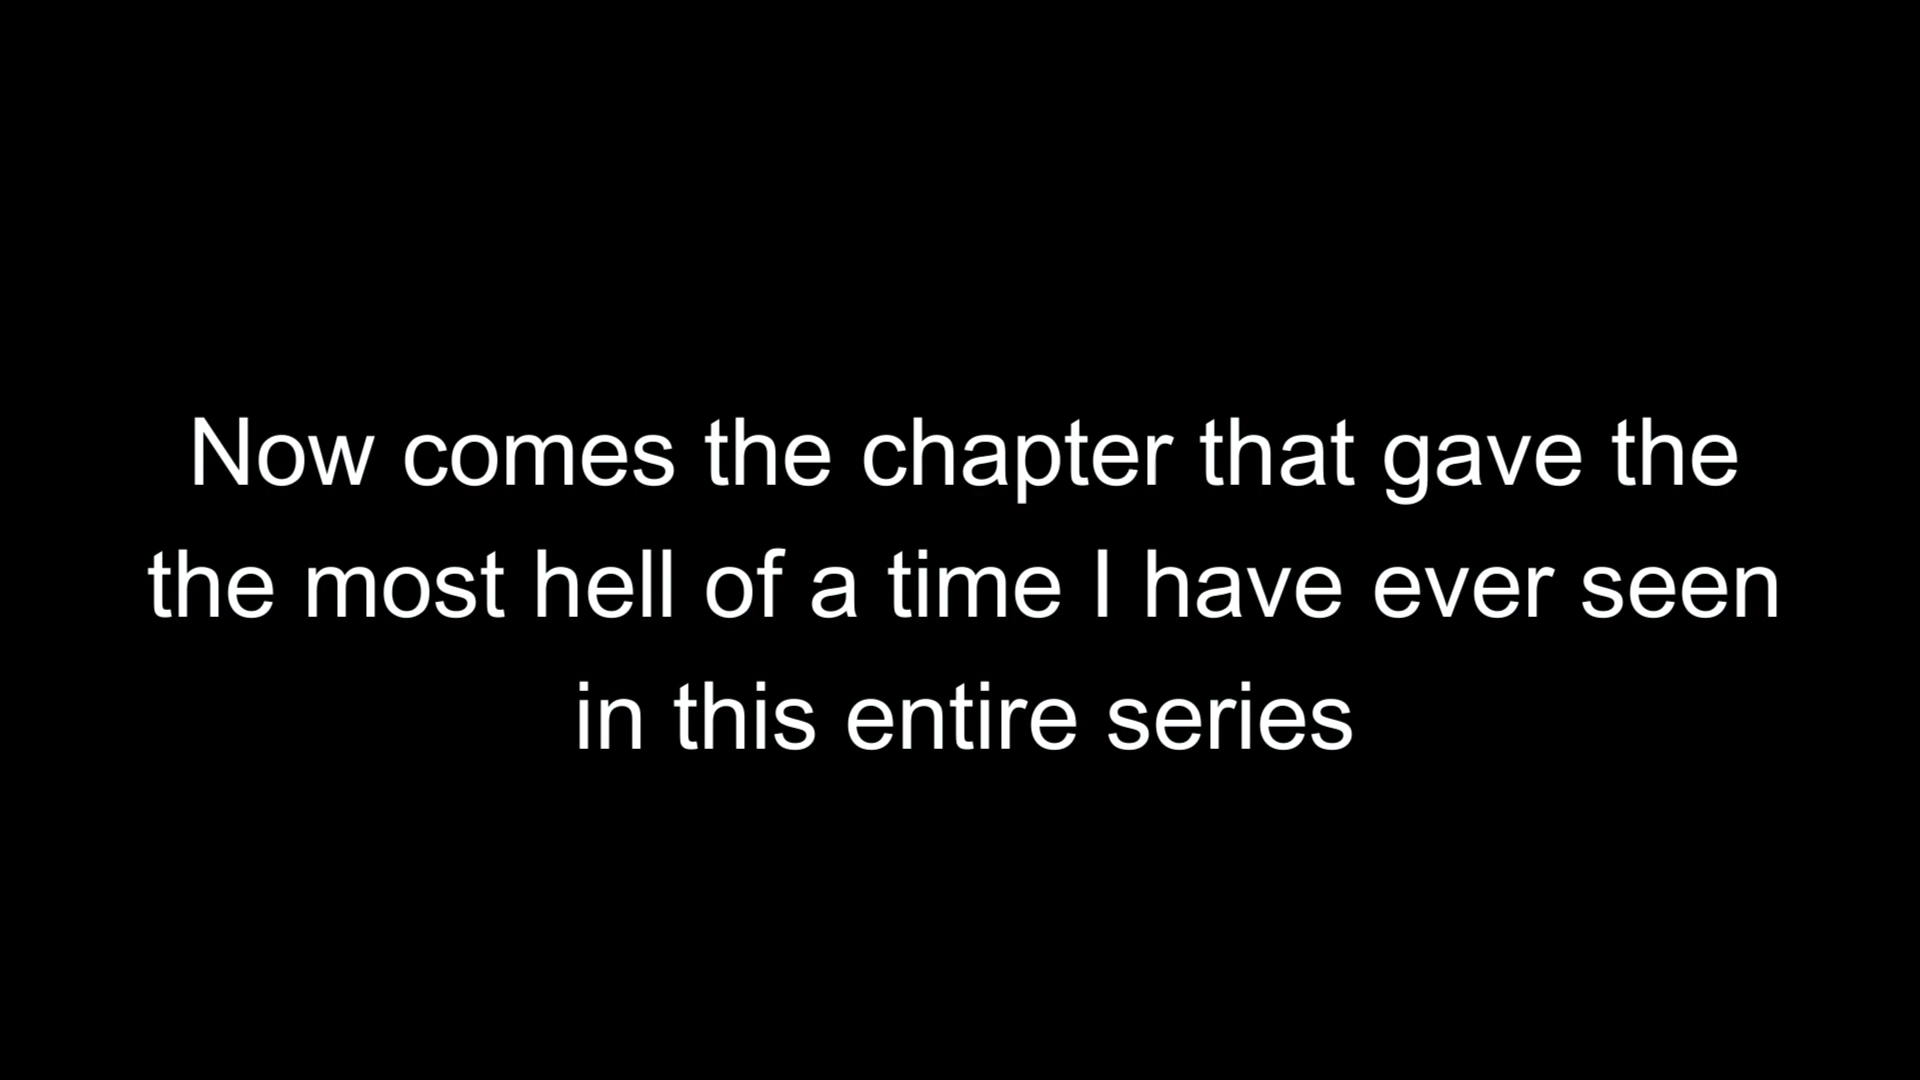 Now comes the chapter that gave the
the most hell of a time I have ever seen
in this entire series